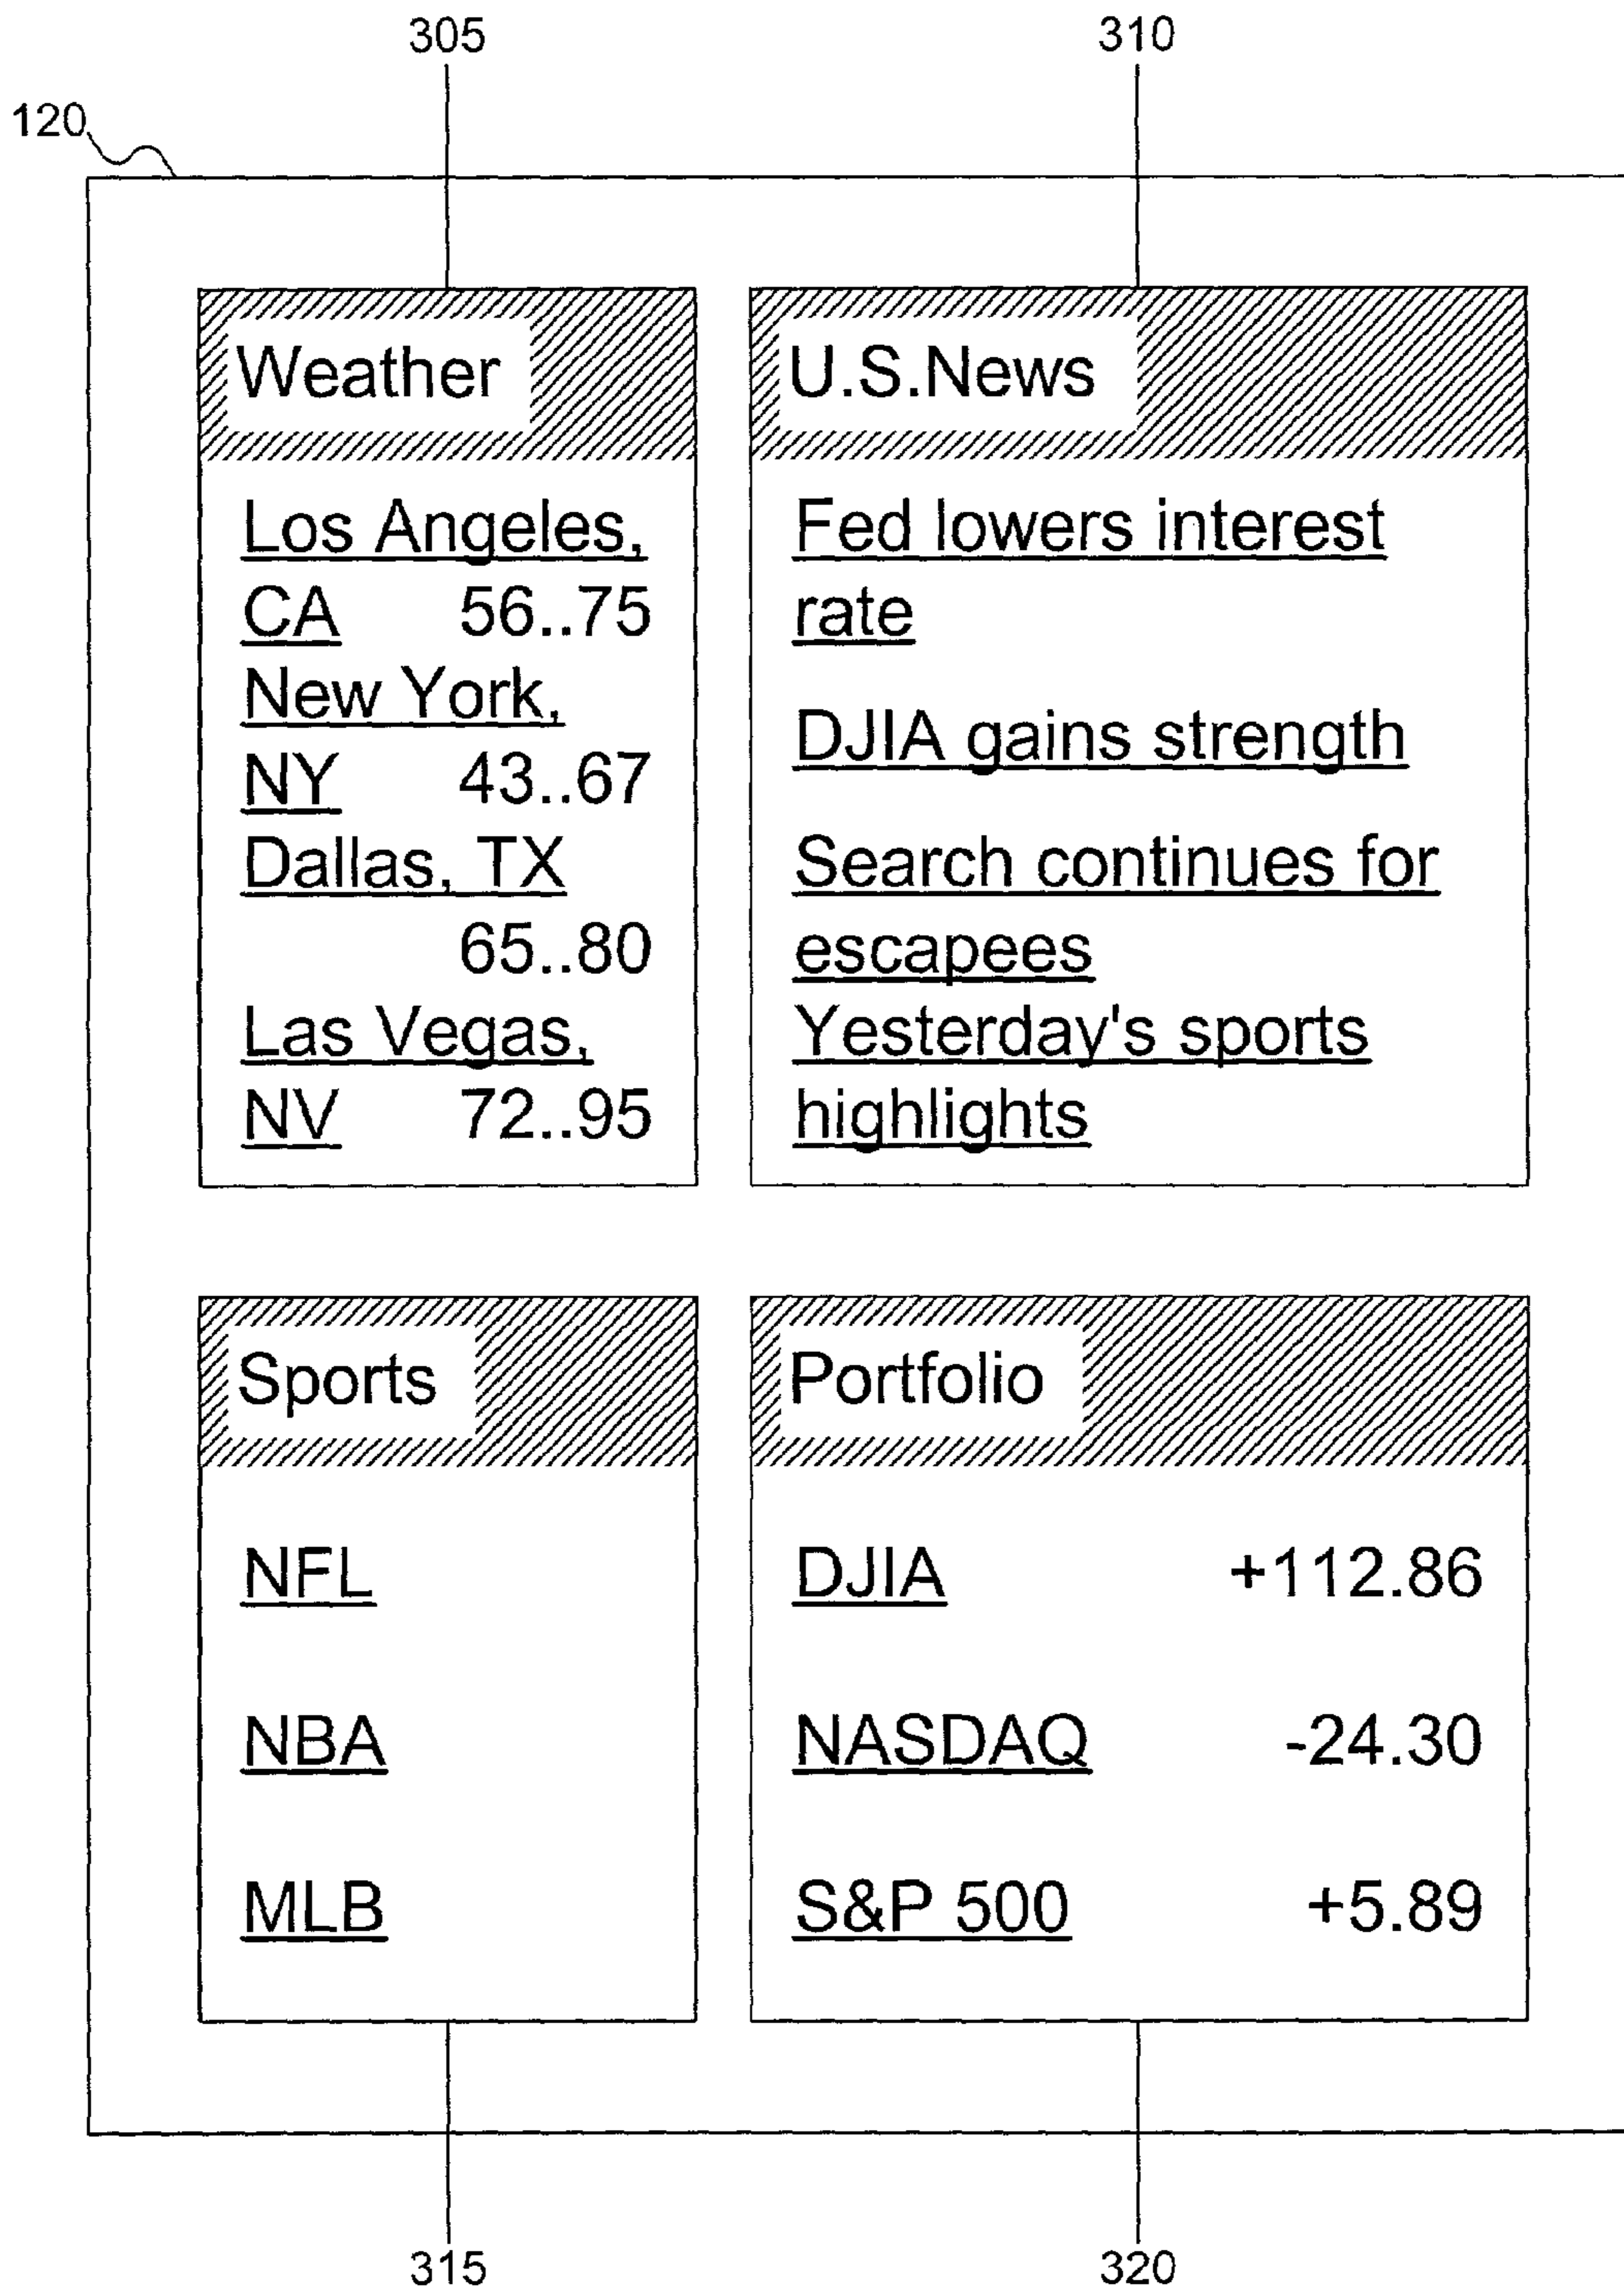 305
310
120
Weather
Los Angeles,
CA 56..75
New York,
NY 43..67
Dallas, TX
65..80
Las Vegas,
NV 72..95
U.S.News
Fed lowers interest
rate
DJIA gains strength
Search continues for
escapees
Yesterday's sports
highlights
Sports
NFL
NBA
MLB
Portfolio
DJIA +112.86
NASDAQ -24.30
S&P 500 +5.89
315
320